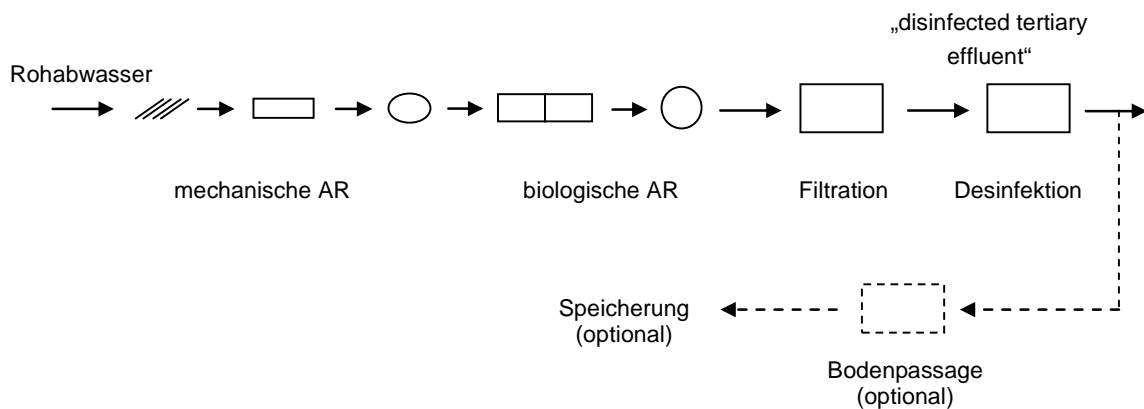 „disinfected tertiary
effluent“
Rohabwasser
mechanische AR
biologische AR
Filtration
Desinfektion
Speicherung
(optional)
Bodenpassage
(optional)